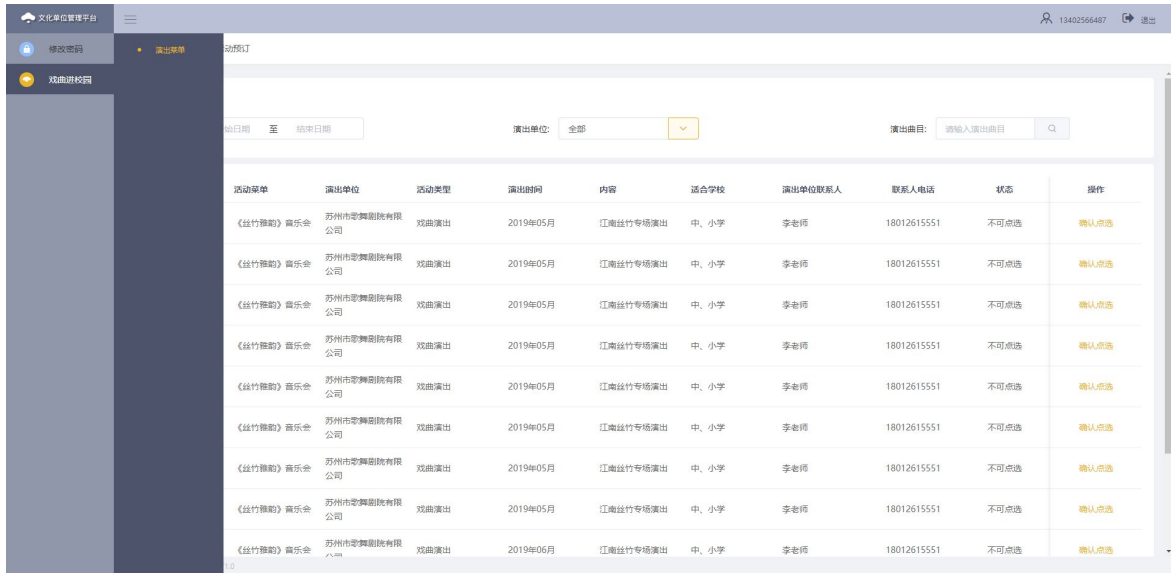 文化单位管理平台
13402566487 退出
修改密码
演出菜单
动预订
戏曲进校园
始日期 至 结束日期 演出单位: 全部 演出曲目: 请输入演出曲目
活动菜单 演出单位 活动类型 演出时间 内容 适合学校 演出单位联系人 联系人电话 状态 操作
《丝竹雅韵》音乐会 苏州市歌舞剧院有限公司 戏曲演出 2019年05月 江南丝竹专场演出 中、小学 李老师 18012615551 不可点选 确认点选
《丝竹雅韵》音乐会 苏州市歌舞剧院有限公司 戏曲演出 2019年05月 江南丝竹专场演出 中、小学 李老师 18012615551 不可点选 确认点选
《丝竹雅韵》音乐会 苏州市歌舞剧院有限公司 戏曲演出 2019年05月 江南丝竹专场演出 中、小学 李老师 18012615551 不可点选 确认点选
《丝竹雅韵》音乐会 苏州市歌舞剧院有限公司 戏曲演出 2019年05月 江南丝竹专场演出 中、小学 李老师 18012615551 不可点选 确认点选
《丝竹雅韵》音乐会 苏州市歌舞剧院有限公司 戏曲演出 2019年05月 江南丝竹专场演出 中、小学 李老师 18012615551 不可点选 确认点选
《丝竹雅韵》音乐会 苏州市歌舞剧院有限公司 戏曲演出 2019年05月 江南丝竹专场演出 中、小学 李老师 18012615551 不可点选 确认点选
《丝竹雅韵》音乐会 苏州市歌舞剧院有限公司 戏曲演出 2019年05月 江南丝竹专场演出 中、小学 李老师 18012615551 不可点选 确认点选
《丝竹雅韵》音乐会 苏州市歌舞剧院有限公司 戏曲演出 2019年05月 江南丝竹专场演出 中、小学 李老师 18012615551 不可点选 确认点选
《丝竹雅韵》音乐会 苏州市歌舞剧院有限公司 戏曲演出 2019年06月 江南丝竹专场演出 中、小学 李老师 18012615551 不可点选 确认点选
1.0